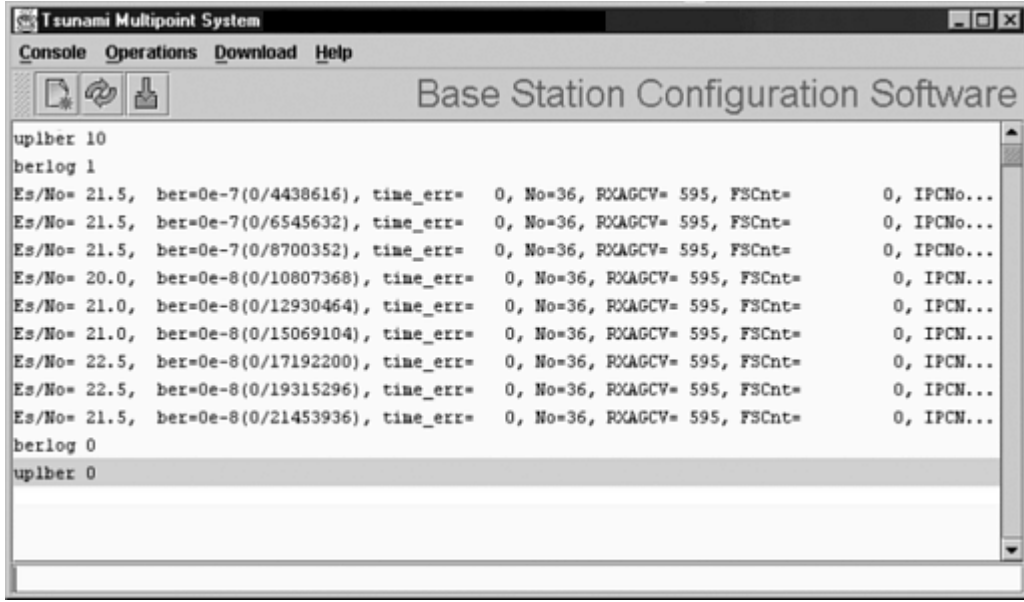 Tsunami Multipoint System
Console Operations Download Help
Base Station Configuration Software
uplber 10
berlog 1
Es/No= 21.5, ber=0e-7(0/4438616), time_err= 0, No=36, RXAGCV= 595, FSCnt= 0, IPCNo...
Es/No= 21.5, ber=0e-7(0/6545632), time_err= 0, No=36, RXAGCV= 595, FSCnt= 0, IPCNo...
Es/No= 21.5, ber=0e-7(0/8700352), time_err= 0, No=36, RXAGCV= 595, FSCnt= 0, IPCNo...
Es/No= 20.0, ber=0e-8(0/10807368), time_err= 0, No=36, RXAGCV= 595, FSCnt= 0, IPCN...
Es/No= 21.0, ber=0e-8(0/12930464), time_err= 0, No=36, RXAGCV= 595, FSCnt= 0, IPCN...
Es/No= 21.0, ber=0e-8(0/15069104), time_err= 0, No=36, RXAGCV= 595, FSCnt= 0, IPCN...
Es/No= 22.5, ber=0e-8(0/17192200), time_err= 0, No=36, RXAGCV= 595, FSCnt= 0, IPCN...
Es/No= 22.5, ber=0e-8(0/19315296), time_err= 0, No=36, RXAGCV= 595, FSCnt= 0, IPCN...
Es/No= 21.5, ber=0e-8(0/21453936), time_err= 0, No=36, RXAGCV= 595, FSCnt= 0, IPCN...
berlog 0
uplber 0